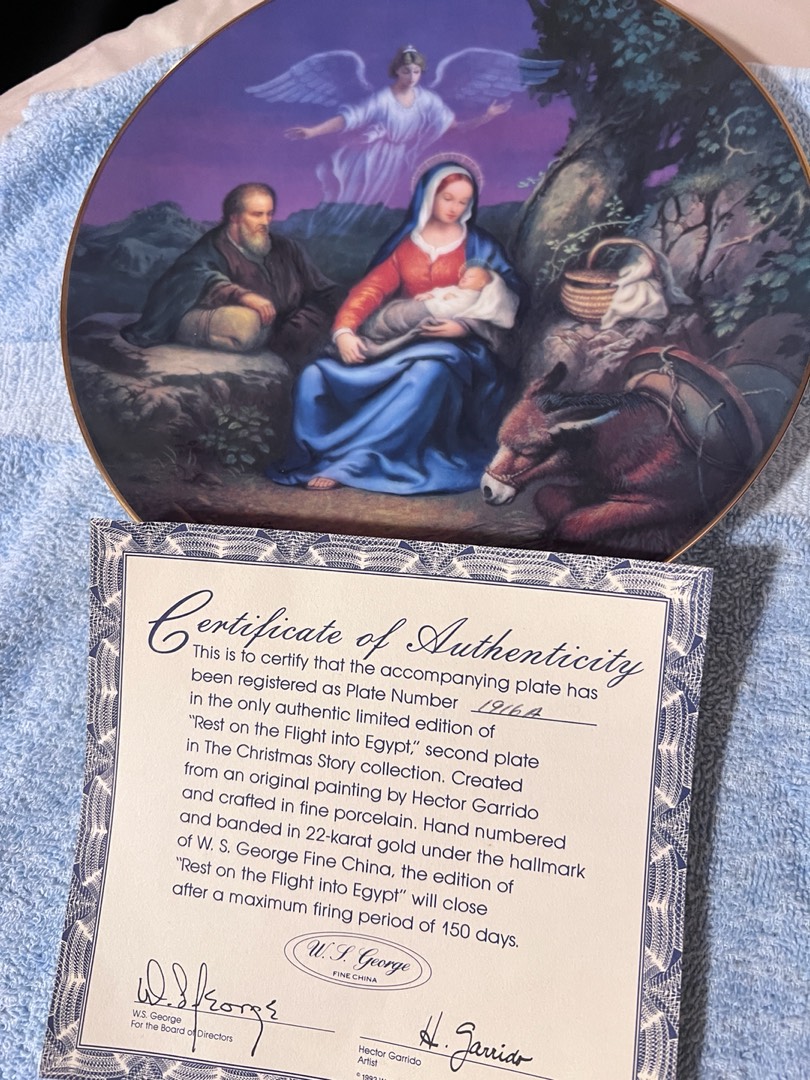 Certificate of Authenticity
This is to certify that the accompanying plate has
been registered as Plate Number 1916A
in the only authentic limited edition of
"Rest on the Flight into Egypt," second plate
in The Christmas Story collection. Created
from an original painting by Hector Garrido
and crafted in fine porcelain. Hand numbered
and banded in 22-karat gold under the hallmark
of W. S. George Fine China, the edition of
"Rest on the Flight into Egypt" will close
after a maximum firing period of 150 days.
W. S. George
FINE CHINA
W. S. George
W.S. George
For the Board of Directors
H. Garrido
Hector Garrido
Artist